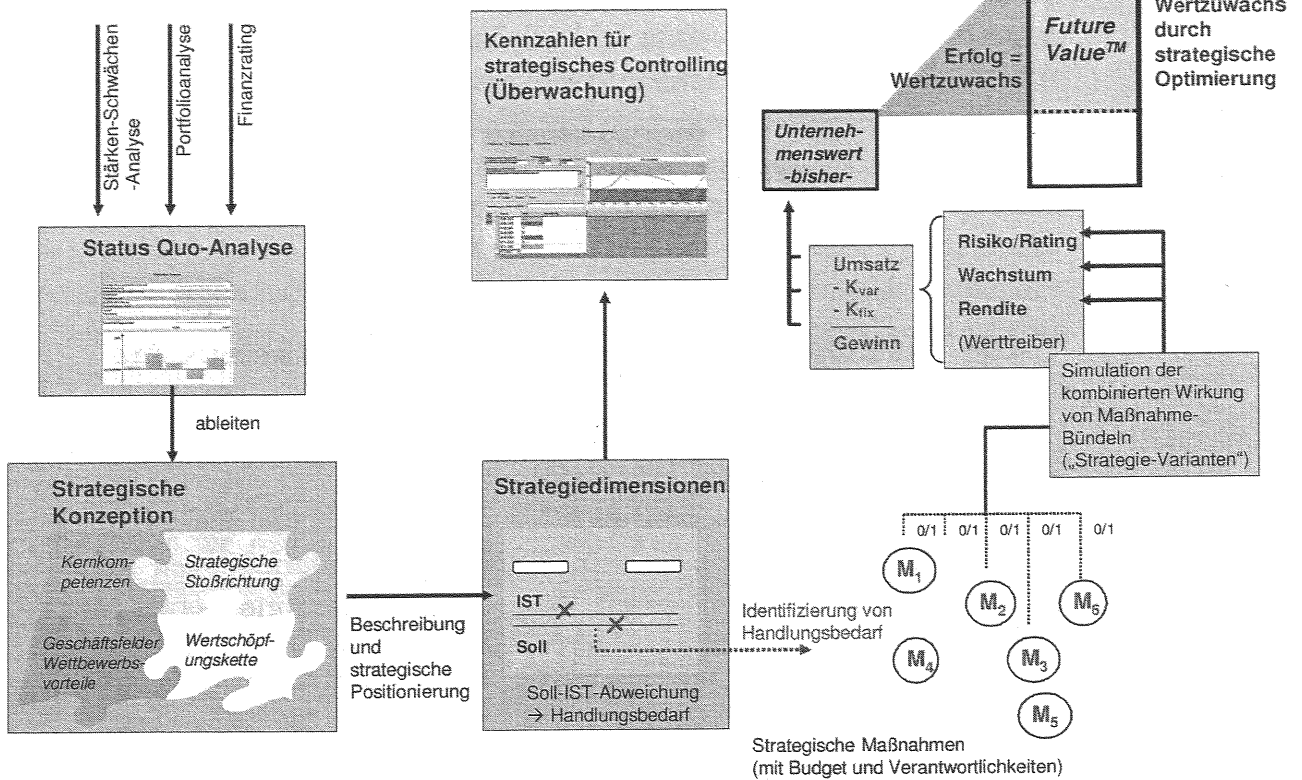 Stärken-Schwächen
-Analyse
Portfolioanalyse
Finanzrating
Status Quo-Analyse
ableiten
Strategische
Konzeption
Kernkom-
petenzen
Strategische
Stoßrichtung
Geschäftsfelder
Wettbewerbs-
vorteile
Wertschöpf-
ungskette
Beschreibung
und
strategische
Positionierung
Kennzahlen für
strategisches Controlling
(Überwachung)
Strategiedimensionen
IST
Soll
Soll-IST-Abweichung
→ Handlungsbedarf
Identifizierung von
Handlungsbedarf
Erfolg =
Wertzuwachs
Future
Value™
Wertzuwachs
durch
strategische
Optimierung
Unterneh-
menswert
-bisher-
Umsatz
- Kvar
- Kfix
Gewinn
Risiko/Rating
Wachstum
Rendite
(Werttreiber)
Simulation der
kombinierten Wirkung
von Maßnahme-
Bündeln
(„Strategie-Varianten“)
0/1 0/1 0/1 0/1 0/1
M1
M2
M6
M4
M3
M5
Strategische Maßnahmen
(mit Budget und Verantwortlichkeiten)